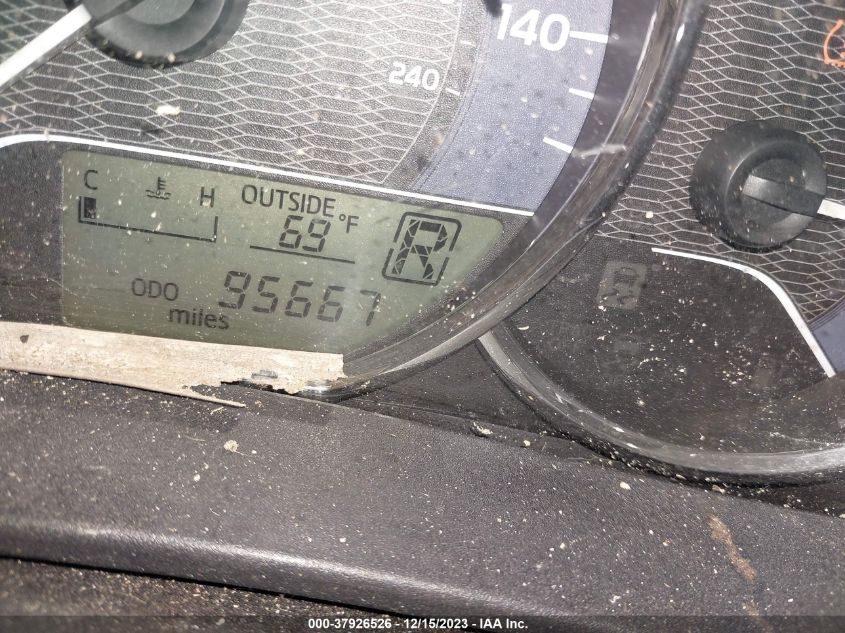 140
240
C H OUTSIDE
69 °F R
ODO 95667
miles
000-37926526 - 12/15/2023 - IAA Inc.